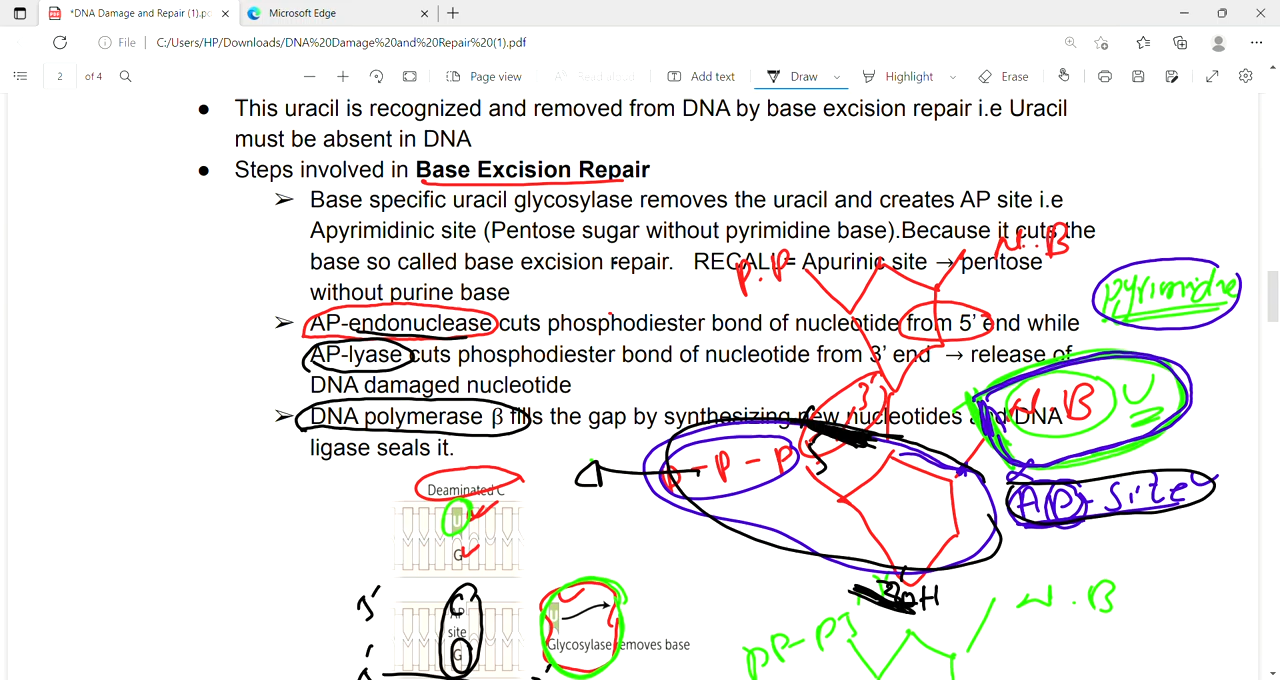 *DNA Damage and Repair (1).pd
Microsoft Edge
File
C:/Users/HP/Downloads/DNA%20Damage%20and%20Repair%20(1).pdf
2 of 4
Page view
Read aloud
Add text
Draw
Highlight
Erase
● This uracil is recognized and removed from DNA by base excision repair i.e Uracil
must be absent in DNA
● Steps involved in Base Excision Repair
➢ Base specific uracil glycosylase removes the uracil and creates AP site i.e
Apyrimidinic site (Pentose sugar without pyrimidine base).Because it cuts the
base so called base excision repair. RECALL= Apurinic site → pentose
without purine base
➢ AP-endonuclease cuts phosphodiester bond of nucleotide from 5' end while
AP-lyase cuts phosphodiester bond of nucleotide from 3' end → release of
DNA damaged nucleotide
➢ DNA polymerase β fills the gap by synthesizing new nucleotides and DNA
ligase seals it.
P.P
N.B
pyrimidne
3'
N.B U
P-P-P
AP-Site
Deaminated C
U
G
OH
N.B
PP-P
AP
site
G
U
Glycosylase removes base